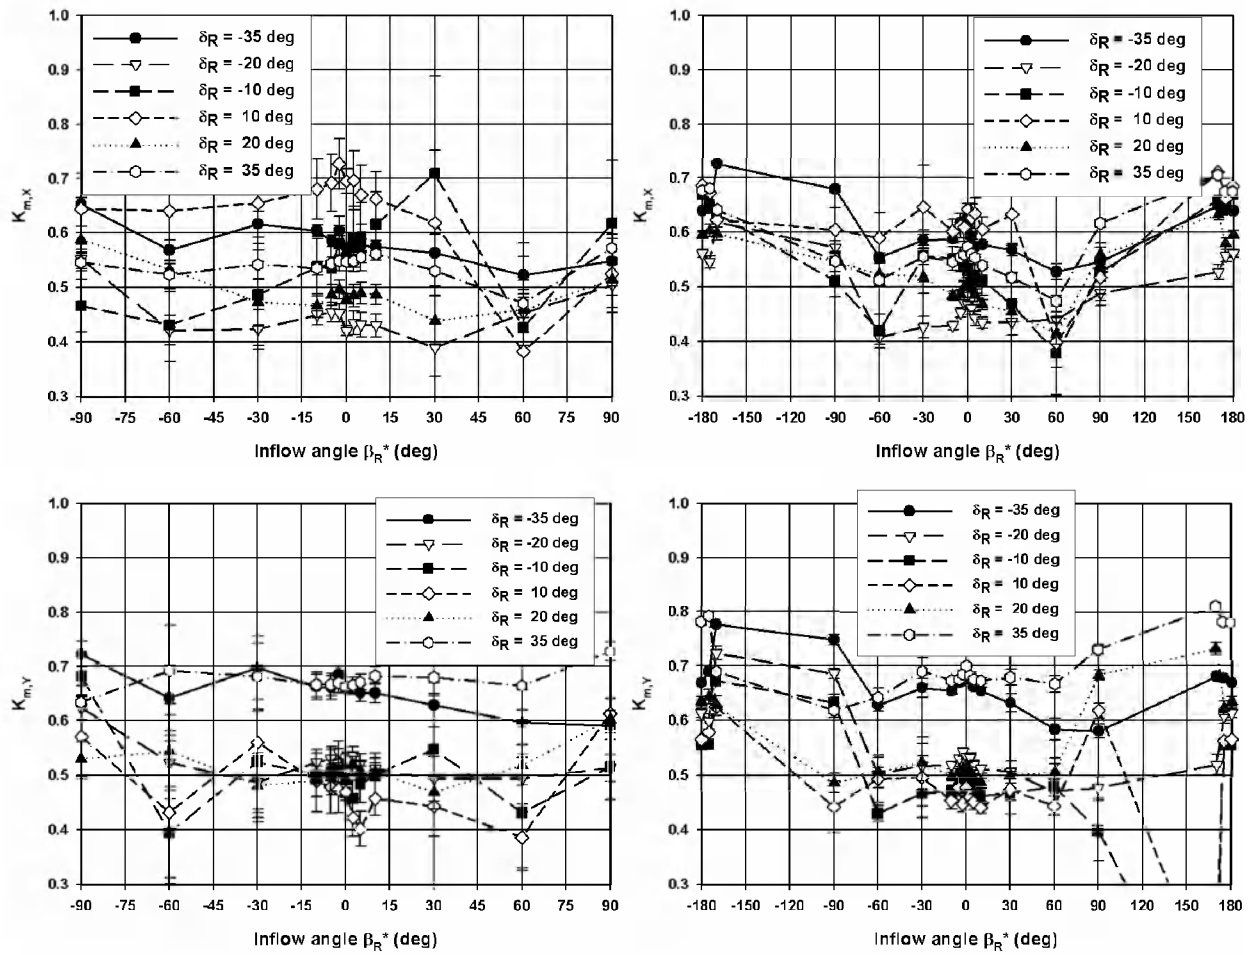 1.0
0.9
0.8
0.7
0.6
0.5
0.4
0.3
K_m,X
δR = -35 deg
δR = -20 deg
δR = -10 deg
δR = 10 deg
δR = 20 deg
δR = 35 deg
-90 -75 -60 -45 -30 -15 0 15 30 45 60 75 90
Inflow angle βR* (deg)
1.0
0.9
0.8
0.7
0.6
0.5
0.4
0.3
K_m,X
δR = -35 deg
δR = -20 deg
δR = -10 deg
δR = 10 deg
δR = 20 deg
δR = 35 deg
-180 -150 -120 -90 -60 -30 0 30 60 90 120 150 180
Inflow angle βR* (deg)
1.0
0.9
0.8
0.7
0.6
0.5
0.4
0.3
K_m,Y
δR = -35 deg
δR = -20 deg
δR = -10 deg
δR = 10 deg
δR = 20 deg
δR = 35 deg
-90 -75 -60 -45 -30 -15 0 15 30 45 60 75 90
Inflow angle βR* (deg)
1.0
0.9
0.8
0.7
0.6
0.5
0.4
0.3
K_m,Y
δR = -35 deg
δR = -20 deg
δR = -10 deg
δR = 10 deg
δR = 20 deg
δR = 35 deg
-180 -150 -120 -90 -60 -30 0 30 60 90 120 150 180
Inflow angle βR* (deg)